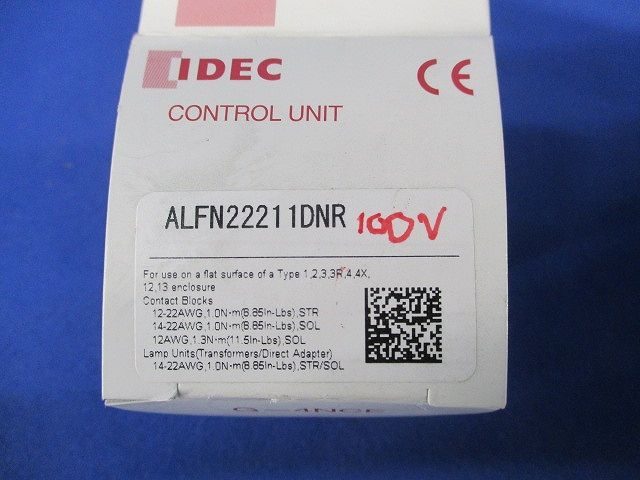 IDEC
CE
CONTROL UNIT
ALFN22211DNR 100V
For use on a flat surface of a Type 1,2,3,3R,4,4X,
12,13 enclosure
Contact Blocks
12-22AWG,1.0N·m(8.85In-Lbs),STR
14-22AWG,1.0N·m(8.85In-Lbs),SOL
12AWG,1.3N·m(11.5In-Lbs),SOL
Lamp Units(Transformers/Direct Adapter)
14-22AWG,1.0N·m(8.85In-Lbs),STR/SOL